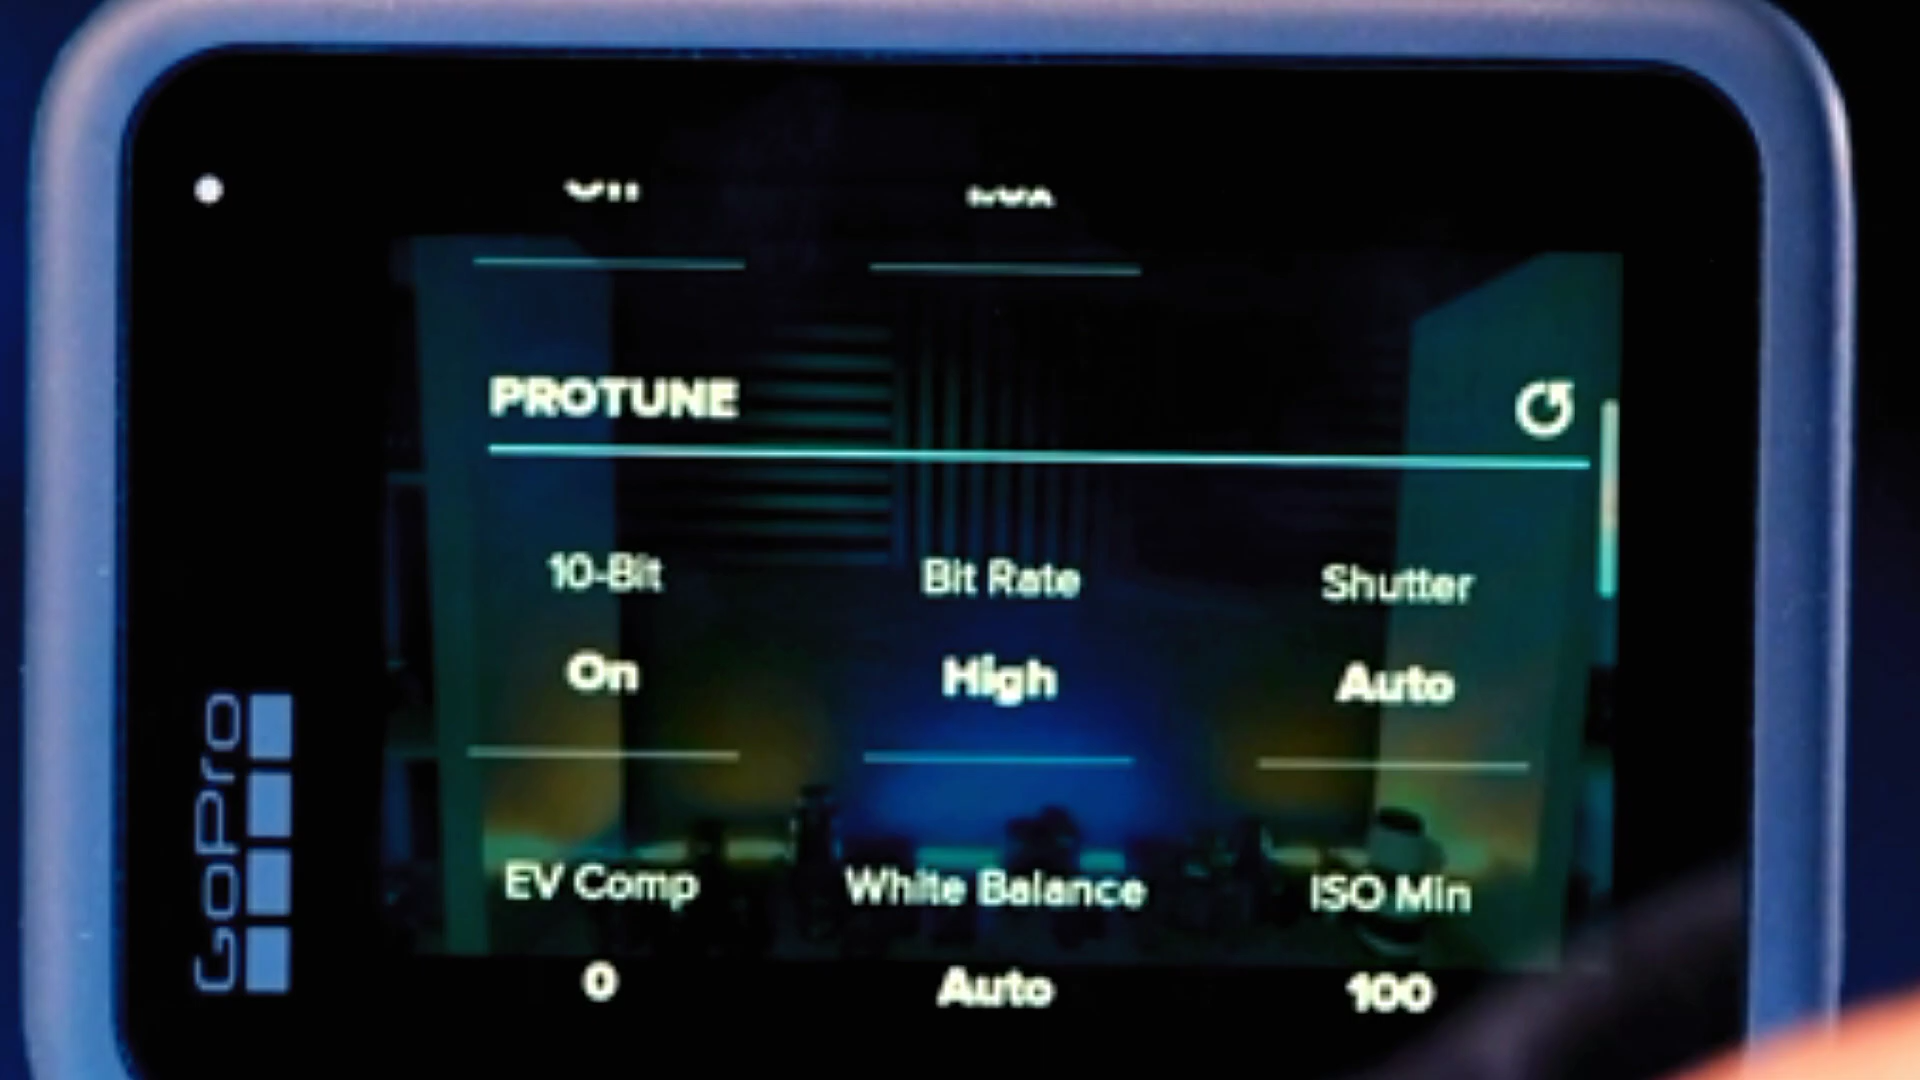 PROTUNE
10-Bit Bit Rate Shutter
On High Auto
EV Comp White Balance ISO Min
0 Auto 100
GoPro